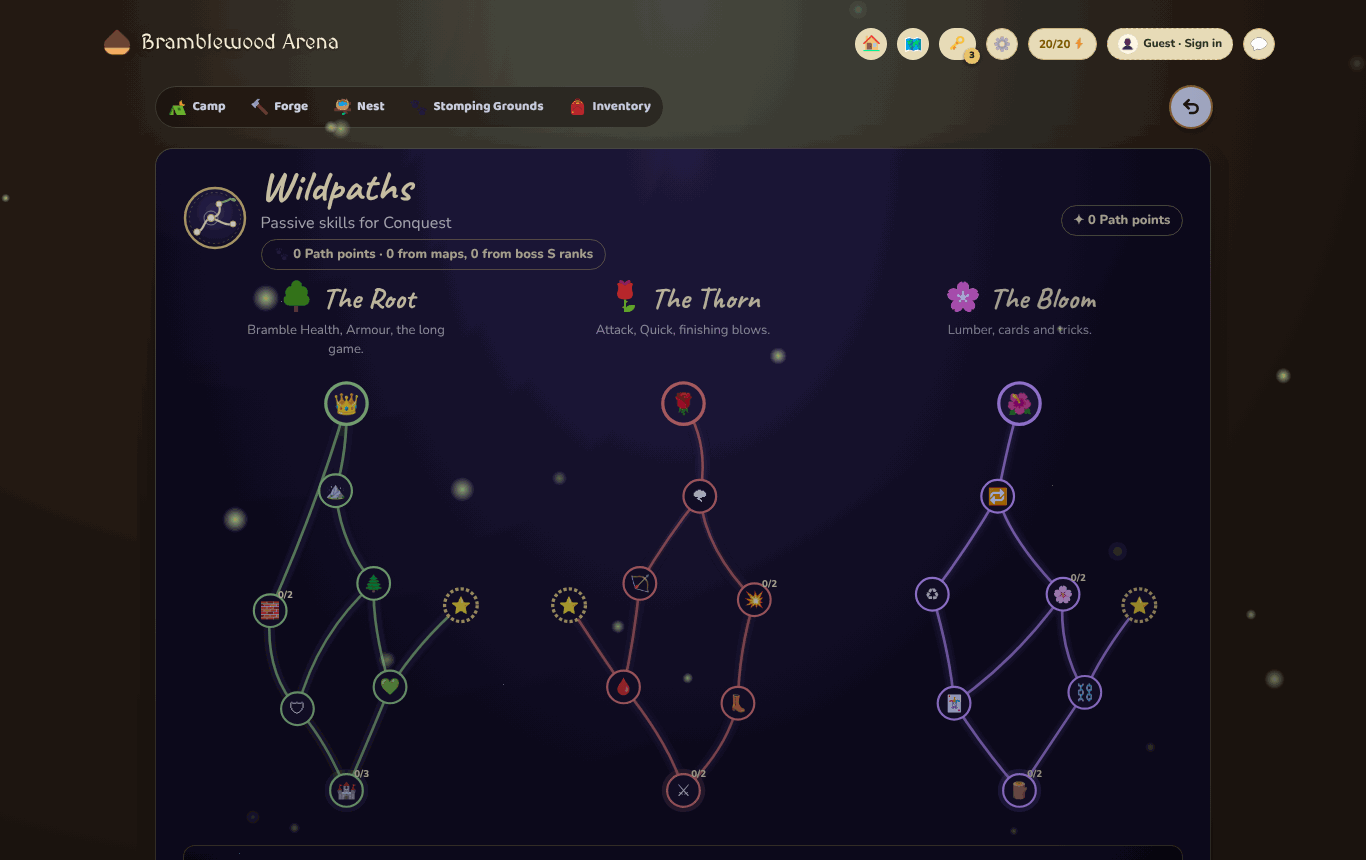 Bramblewood Arena
3
20/20
Guest · Sign in
Camp
Forge
Nest
Stomping Grounds
Inventory
Wildpaths
Passive skills for Conquest
✦ 0 Path points
0 Path points · 0 from maps, 0 from boss S ranks
The Root
Bramble Health, Armour, the long
game.
The Thorn
Attack, Quick, finishing blows.
The Bloom
Lumber, cards and tricks.
0/2
0/2
0/2
0/3
0/2
0/2